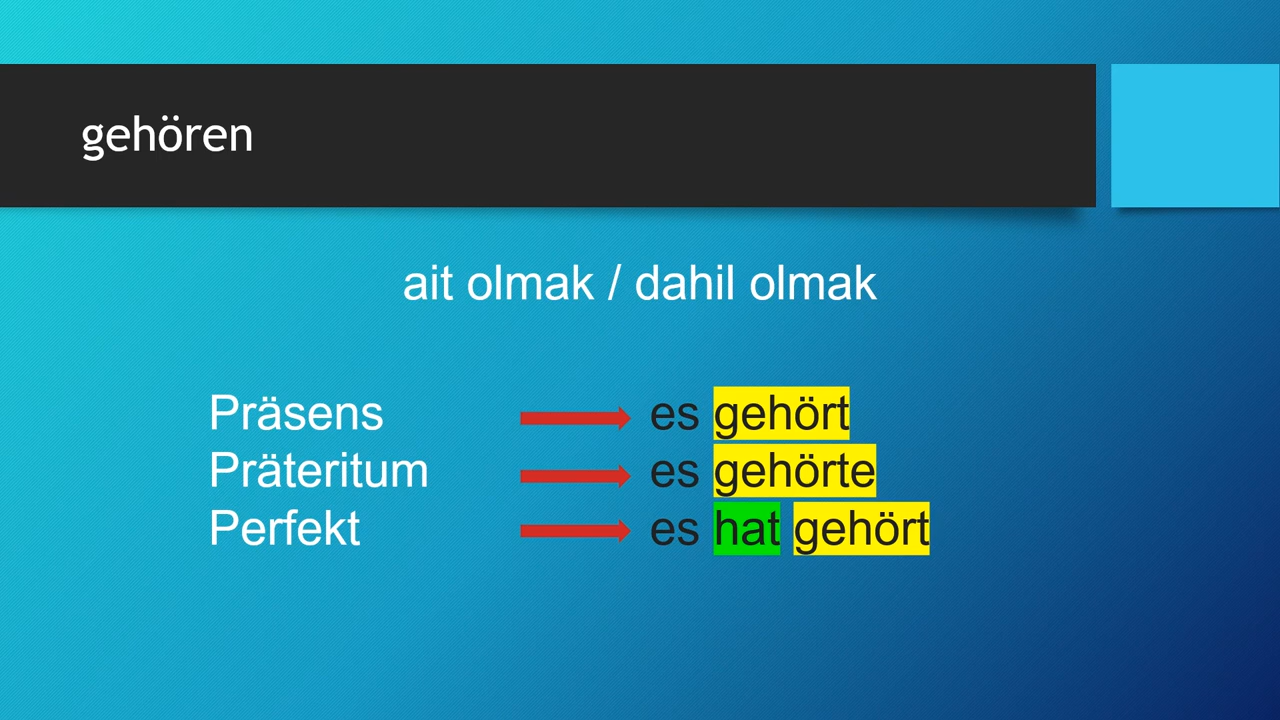 gehören
ait olmak / dahil olmak
Präsens es gehört
Präteritum es gehörte
Perfekt es hat gehört